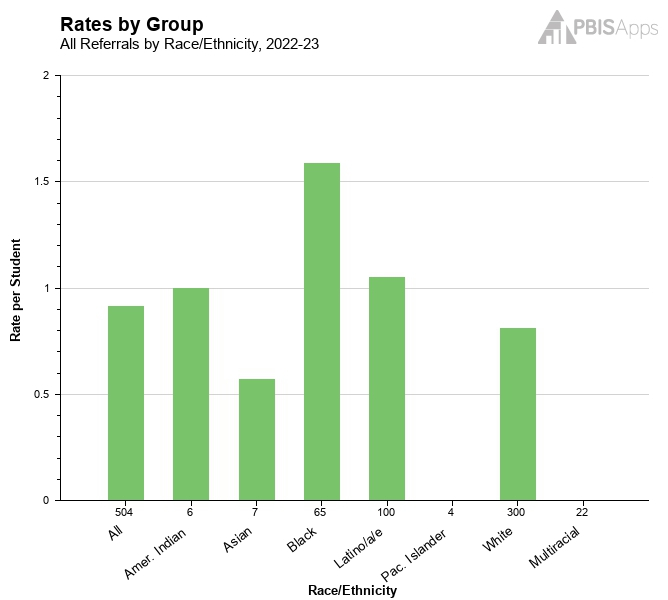 Rates by Group
All Referrals by Race/Ethnicity, 2022-23
PBISApps
2
1.5
1
0.5
0
Rate per Student
504 6 7 65 100 4 300 22
All Amer. Indian Asian Black Latino/a/e Pac. Islander White Multiracial
Race/Ethnicity